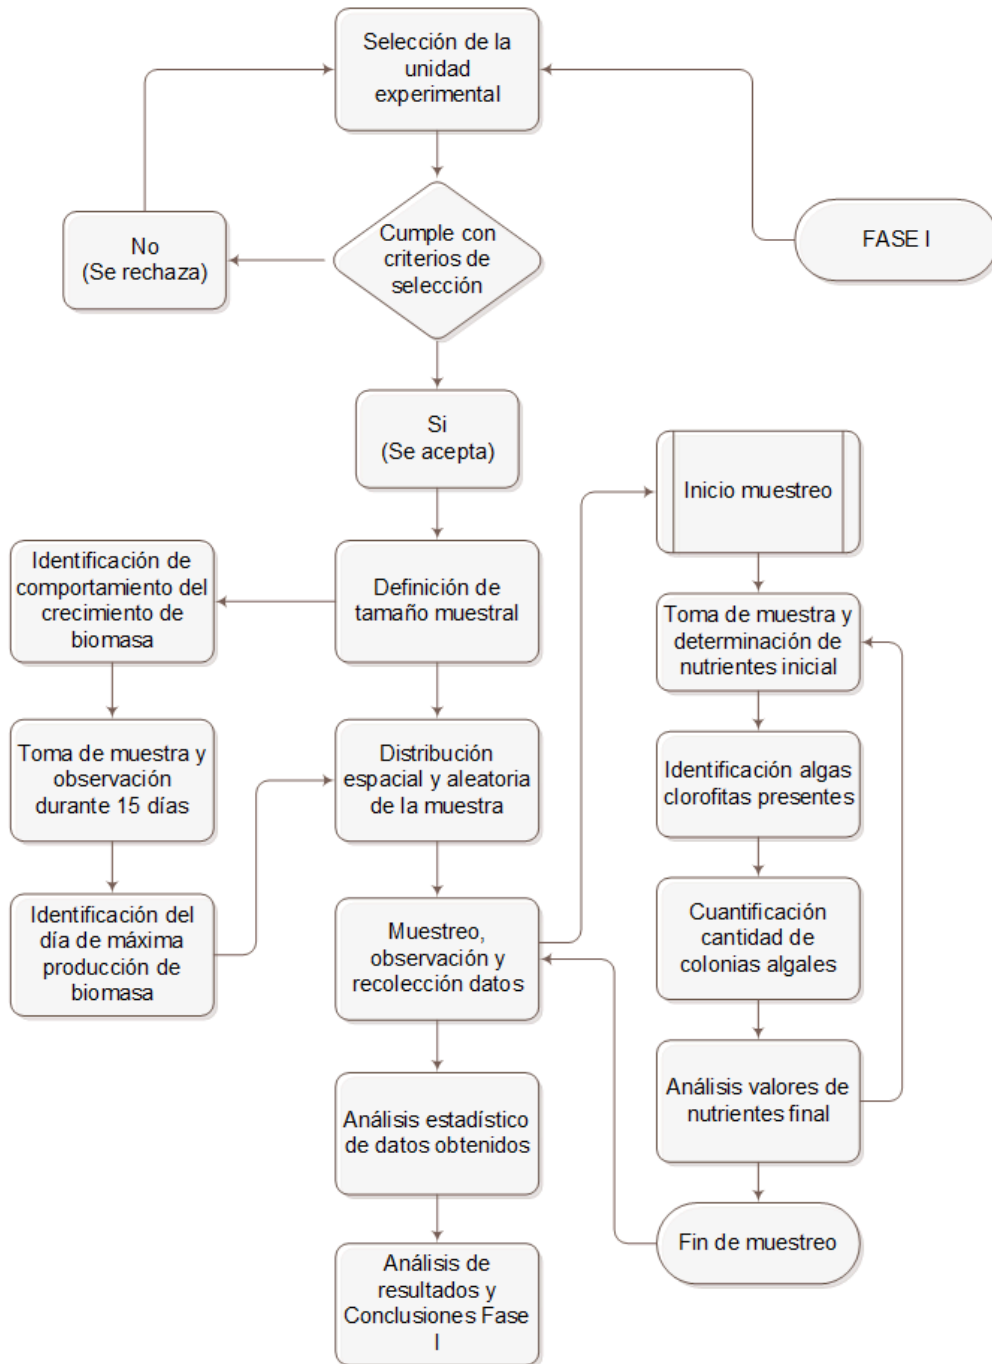 Selección de la
unidad
experimental
No
(Se rechaza)
Cumple con
criterios de
selección
FASE I
Si
(Se acepta)
Inicio muestreo
Identificación de
comportamiento del
crecimiento de
biomasa
Definición de
tamaño muestral
Toma de muestra y
determinación de
nutrientes inicial
Toma de muestra y
observación
durante 15 días
Distribución
espacial y aleatoria
de la muestra
Identificación algas
clorofitas presentes
Identificación del
día de máxima
producción de
biomasa
Muestreo,
observación y
recolección datos
Cuantificación
cantidad de
colonias algales
Análisis valores de
nutrientes final
Análisis estadístico
de datos obtenidos
Fin de muestreo
Análisis de
resultados y
Conclusiones Fase
I